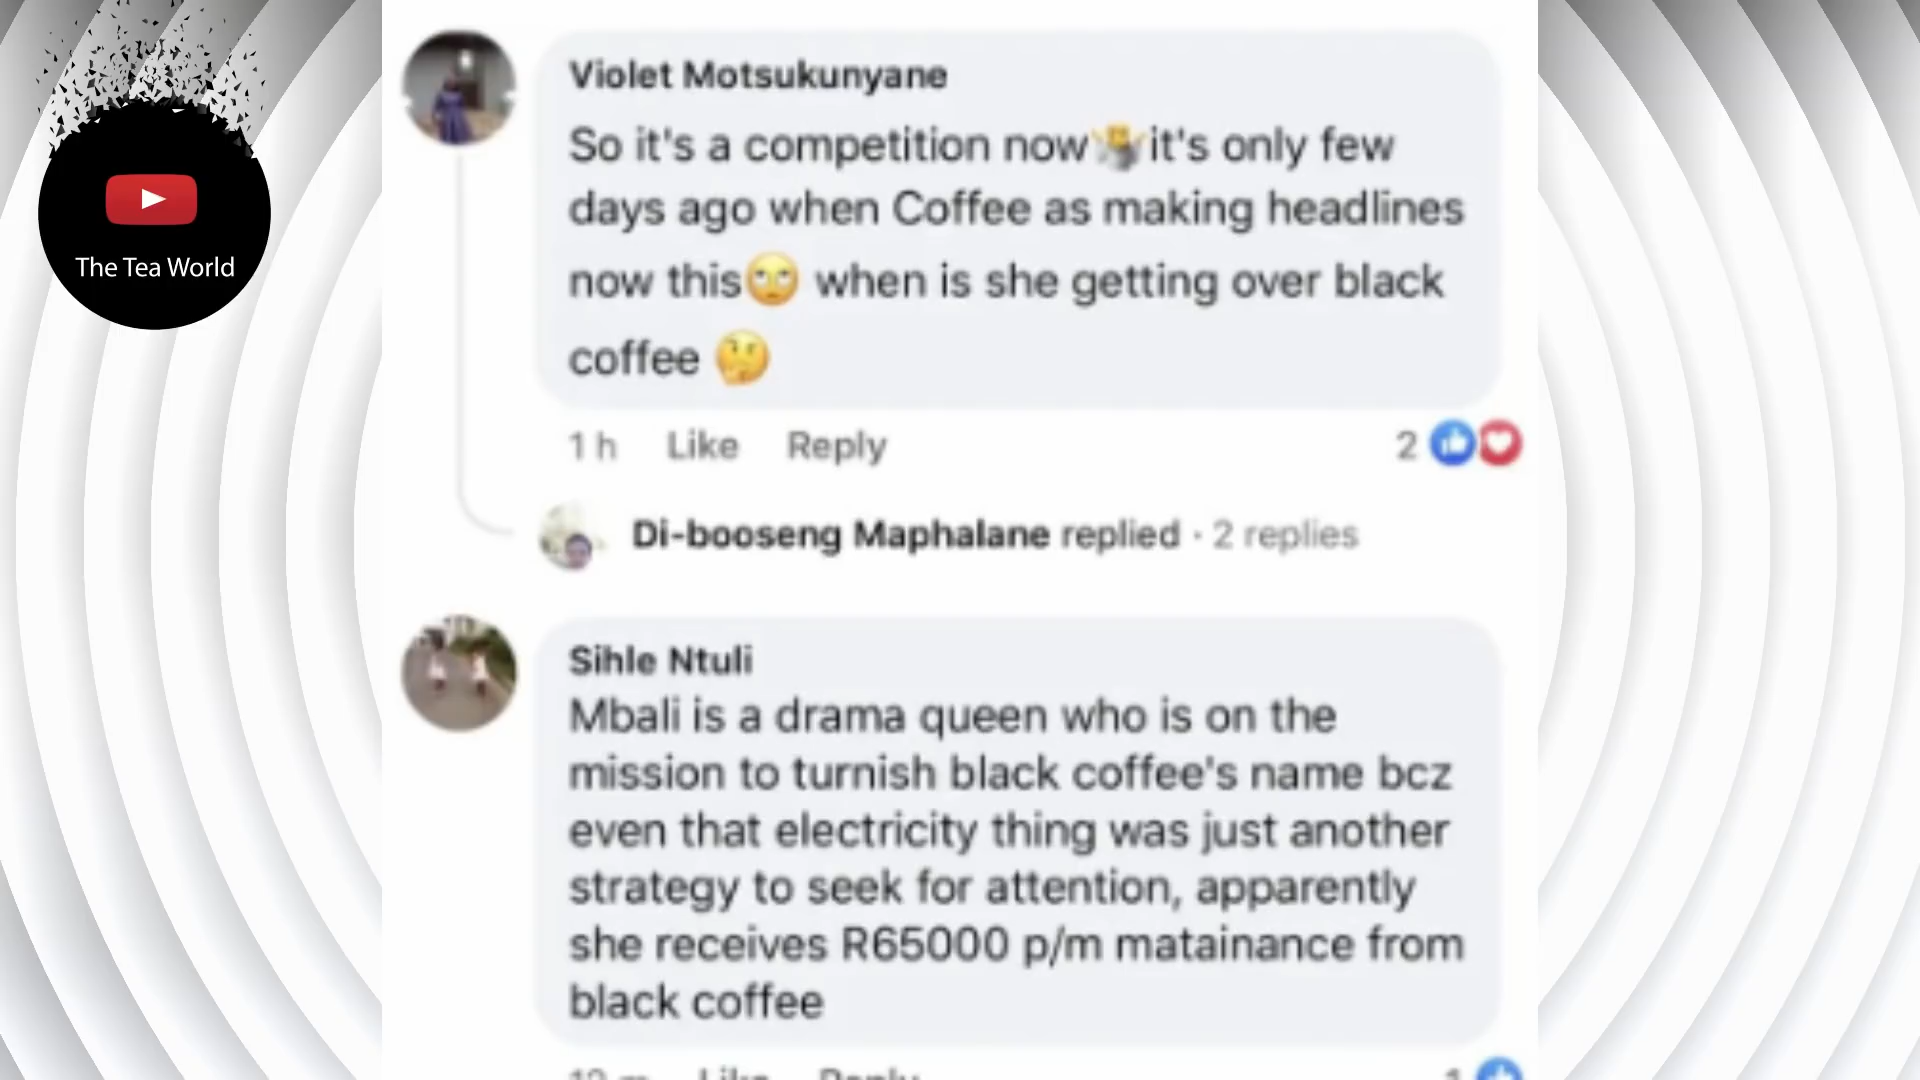 The Tea World
Violet Motsukunyane
So it's a competition now🤷it's only few
days ago when Coffee as making headlines
now this🙄 when is she getting over black
coffee 🤔
1 h Like Reply 2
Di-booseng Maphalane replied · 2 replies
Sihle Ntuli
Mbali is a drama queen who is on the
mission to turnish black coffee's name bcz
even that electricity thing was just another
strategy to seek for attention, apparently
she receives R65000 p/m matainance from
black coffee
Like Reply